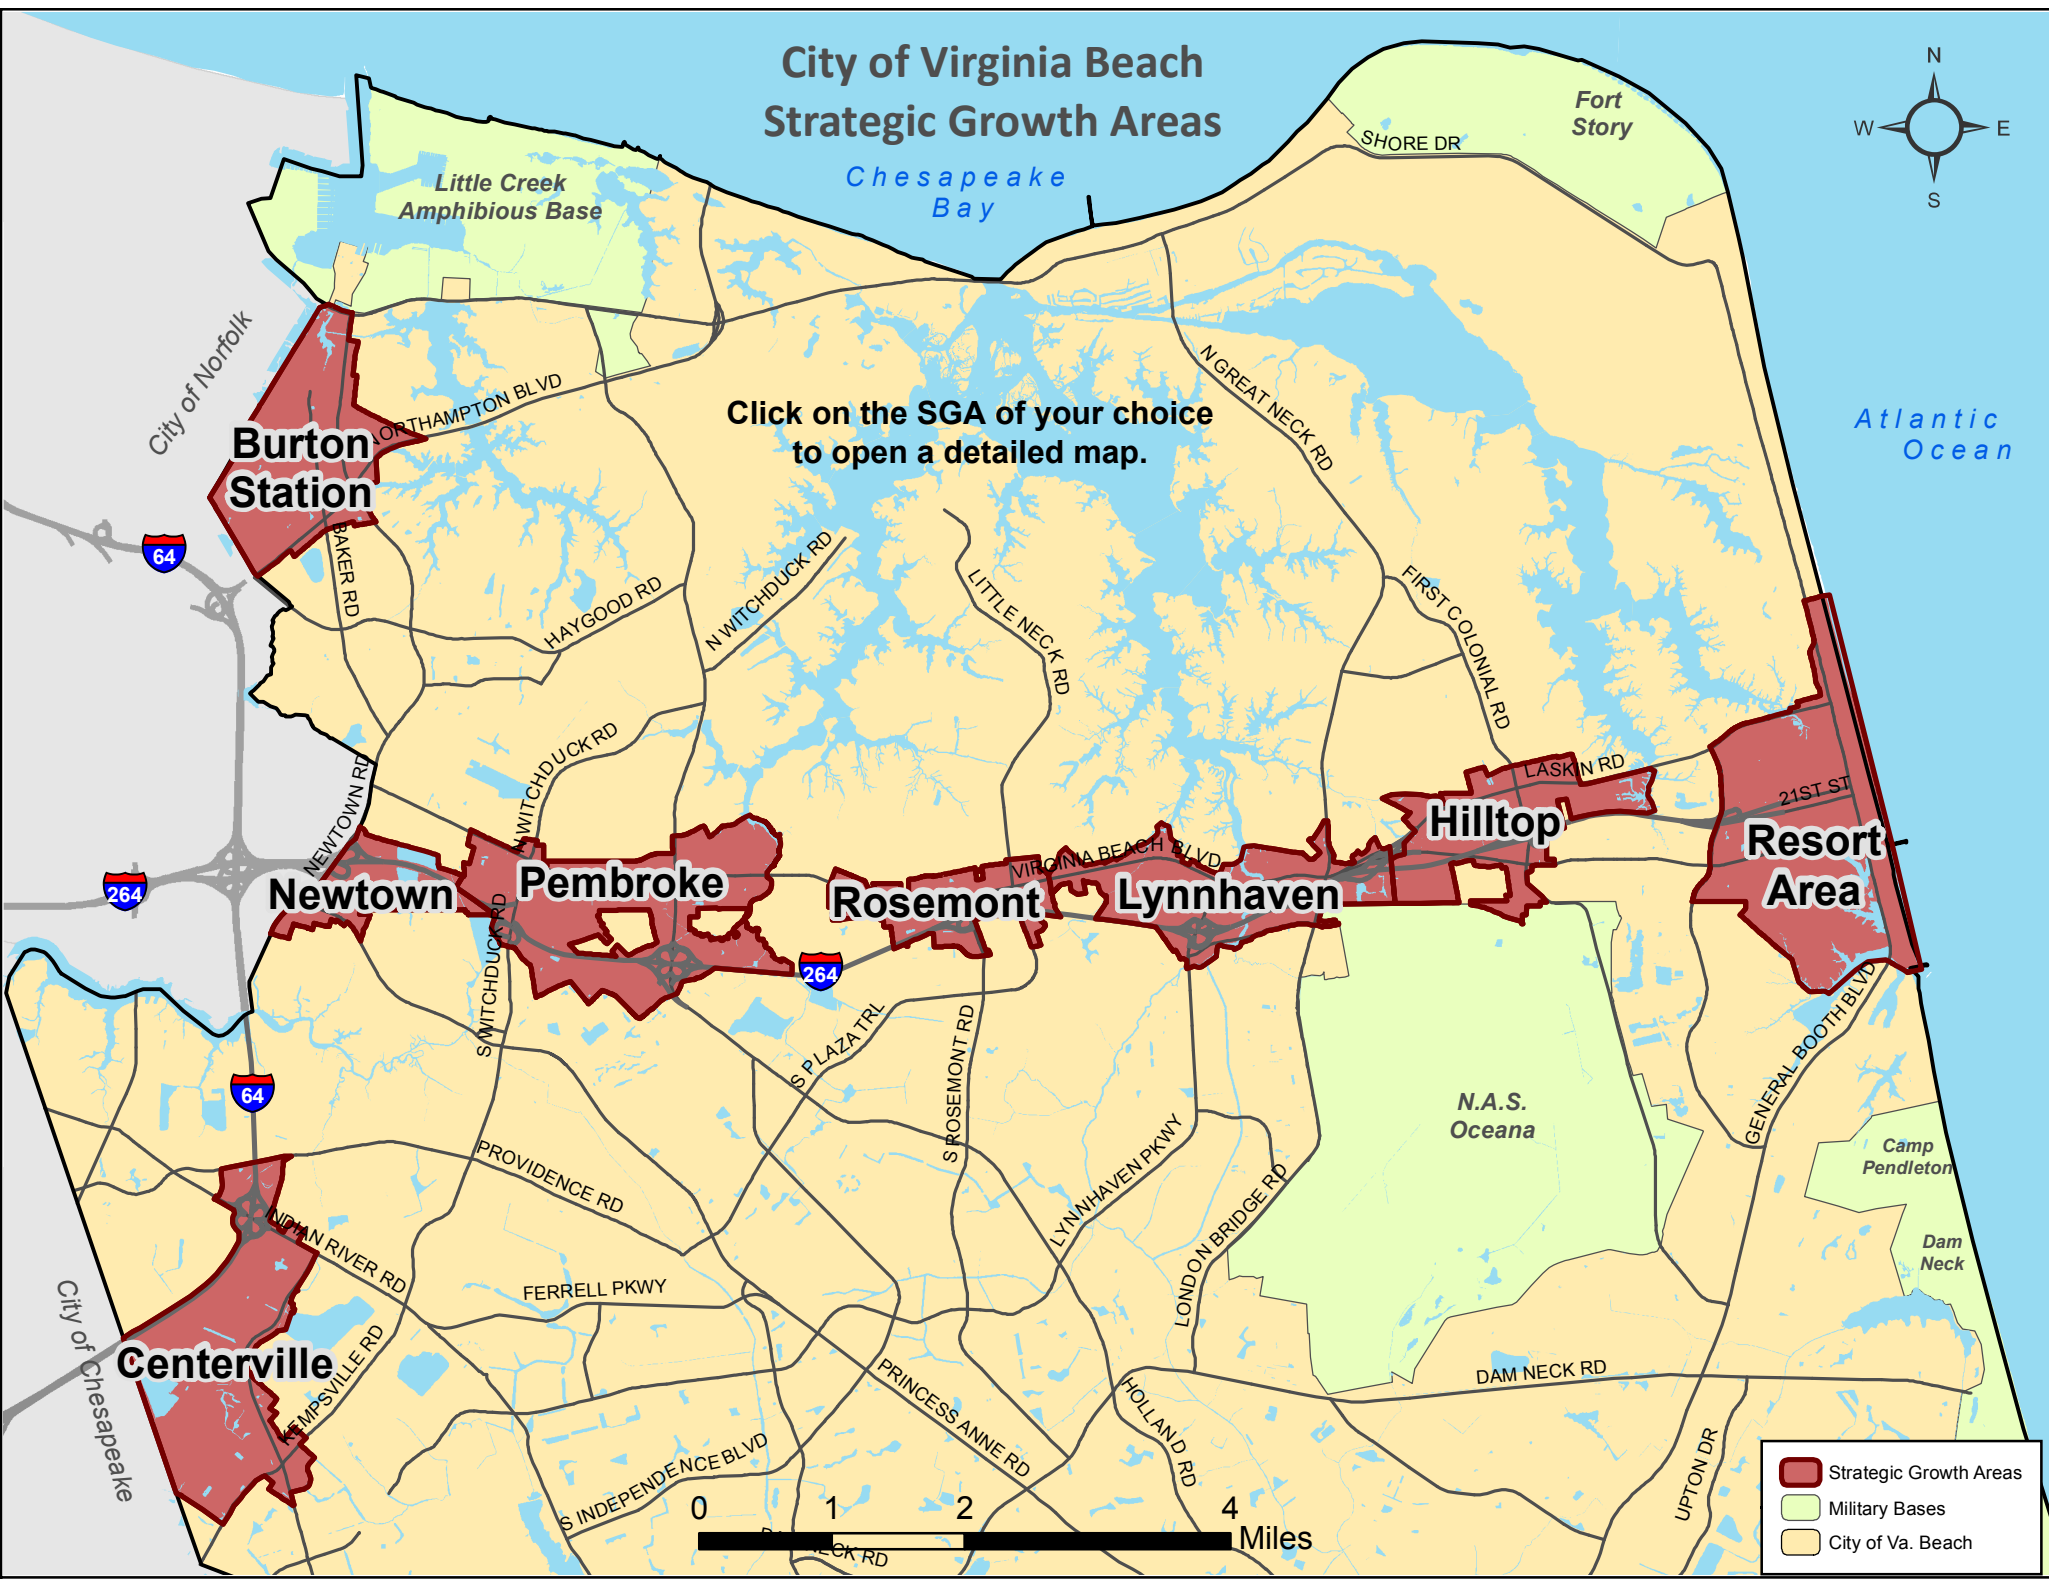 City of Virginia Beach
Strategic Growth Areas
Chesapeake
Bay
Fort
Story
SHORE DR
N
W
E
S
Little Creek
Amphibious Base
City of Norfolk
NORTHAMPTON BLVD
N GREAT NECK RD
Click on the SGA of your choice
to open a detailed map.
Atlantic
Ocean
Burton
Station
64
BAKER RD
HAYGOOD RD
N WITCHDUCK RD
LITTLE NECK RD
FIRST COLONIAL RD
N WITCHDUCK RD
NEWTOWN RD
LASKIN RD
21ST ST
Hilltop
Resort
Area
VIRGINIA BEACH BLVD
264
Newtown
Pembroke
Rosemont
Lynnhaven
264
S WITCHDUCK RD
S PLAZA TRL
S ROSEMONT RD
GENERAL BOOTH BLVD
64
N.A.S.
Oceana
Camp
Pendleton
PROVIDENCE RD
LYNNHAVEN PKWY
LONDON BRIDGE RD
INDIAN RIVER RD
Dam
Neck
FERRELL PKWY
City of Chesapeake
Centerville
KEMPSVILLE RD
PRINCESS ANNE RD
HOLLAND RD
DAM NECK RD
UPTON DR
S INDEPENDENCE BLVD
0 1 2 4
Miles
NECK RD
Strategic Growth Areas
Military Bases
City of Va. Beach